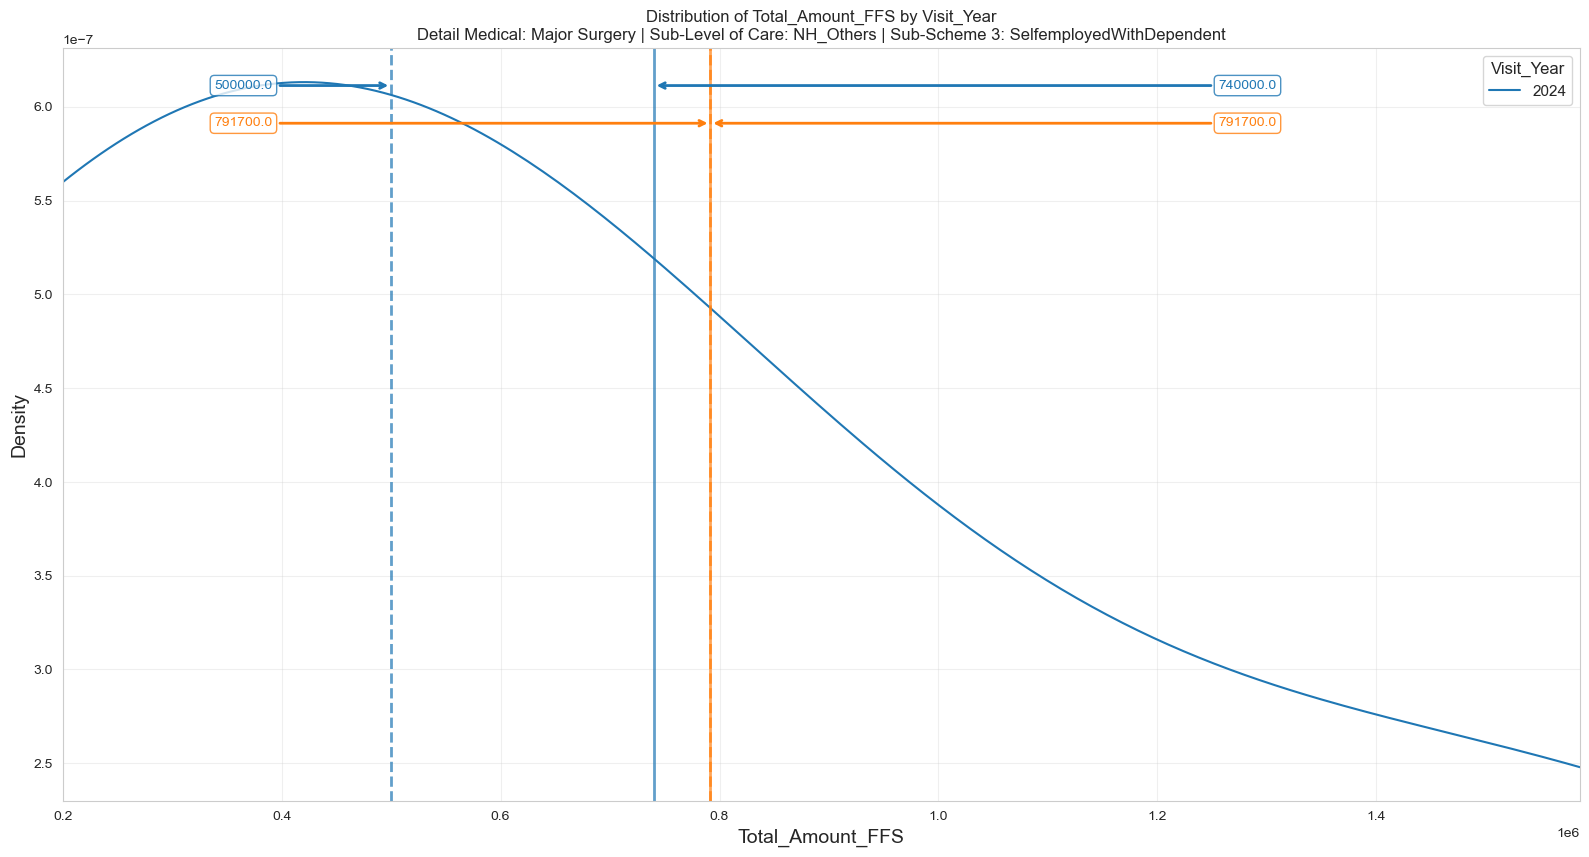 Distribution of Total_Amount_FFS by Visit_Year
Detail Medical: Major Surgery | Sub-Level of Care: NH_Others | Sub-Scheme 3: SelfemployedWithDependent
1e−7
Visit_Year
2024
500000.0
740000.0
791700.0
791700.0
6.0
5.5
5.0
4.5
4.0
3.5
3.0
2.5
Density
0.2
0.4
0.6
0.8
1.0
1.2
1.4
1e6
Total_Amount_FFS